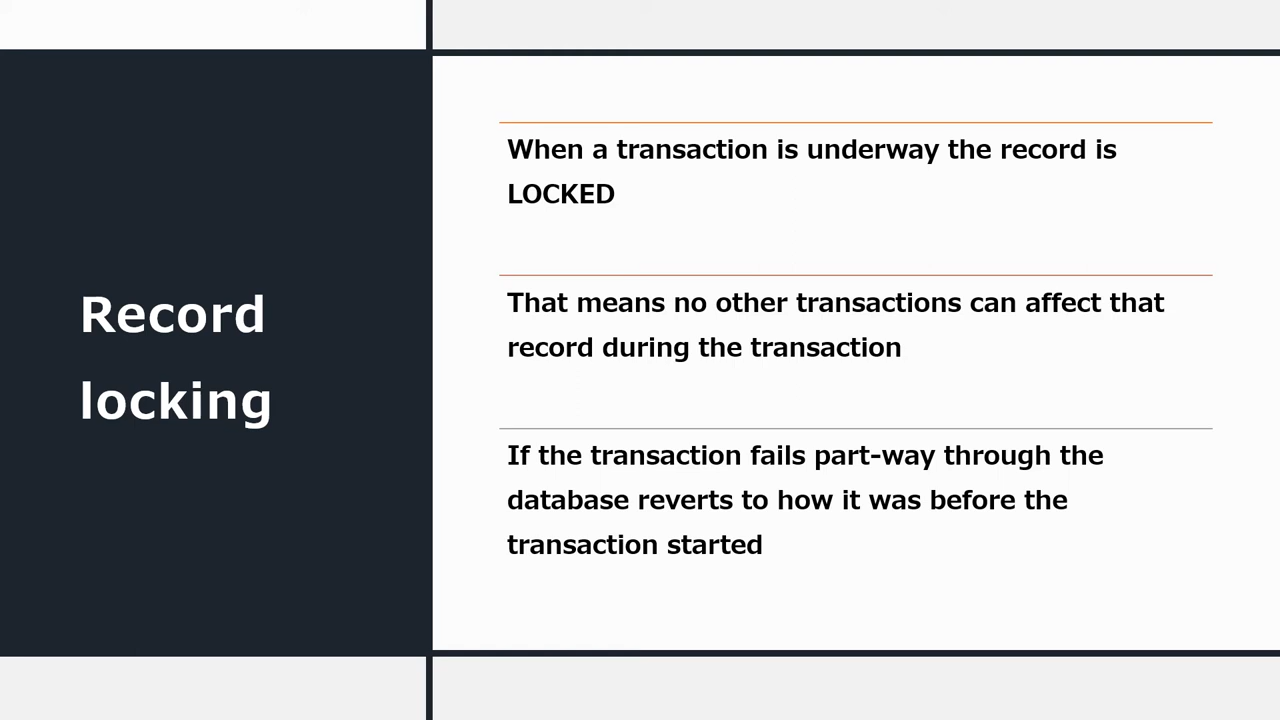 Record
locking
When a transaction is underway the record is
LOCKED
That means no other transactions can affect that
record during the transaction
If the transaction fails part-way through the
database reverts to how it was before the
transaction started